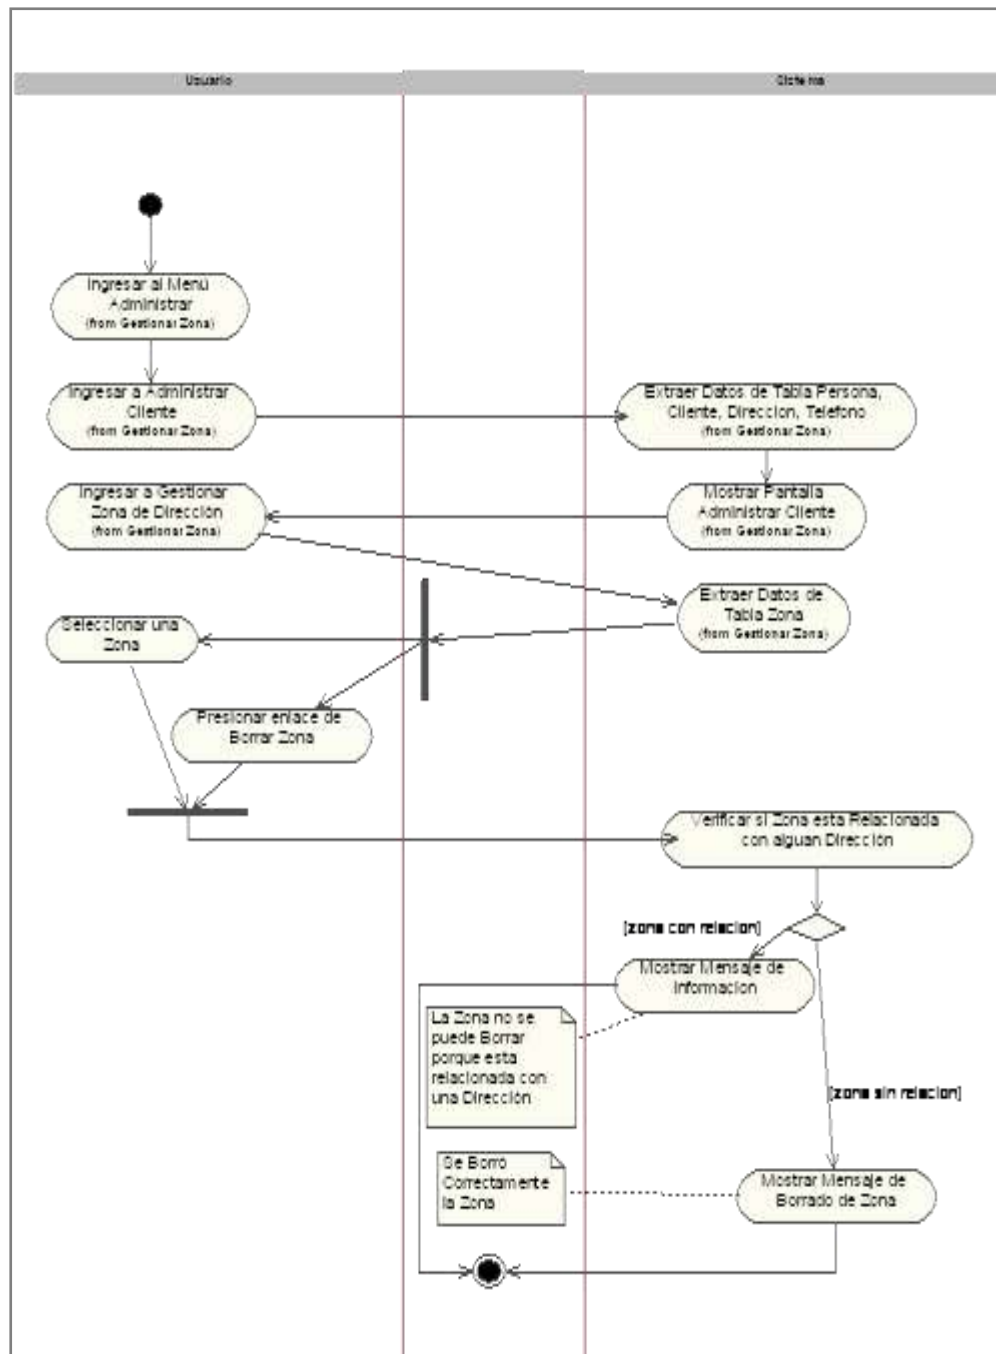 Usuario
Sistema
Ingresar al Menú
Administrar
(from Gestionar Zona)
Ingresar a Administrar
Cliente
(from Gestionar Zona)
Extraer Datos de Tabla Persona,
Cliente, Direccion, Telefono
(from Gestionar Zona)
Ingresar a Gestionar
Zona de Dirección
(from Gestionar Zona)
Mostrar Pantalla
Administrar Cliente
(from Gestionar Zona)
Extraer Datos de
Tabla Zona
(from Gestionar Zona)
Seleccionar una
Zona
Presionar enlace de
Borrar Zona
Verificar si Zona esta Relacionada
con alguan Dirección
[zona con relacion]
Mostrar Mensaje de
Informacion
La Zona no se
puede Borrar
porque esta
relacionada con
una Dirección
[zona sin relacion]
Se Borró
Correctamente
la Zona
Mostrar Mensaje de
Borrado de Zona